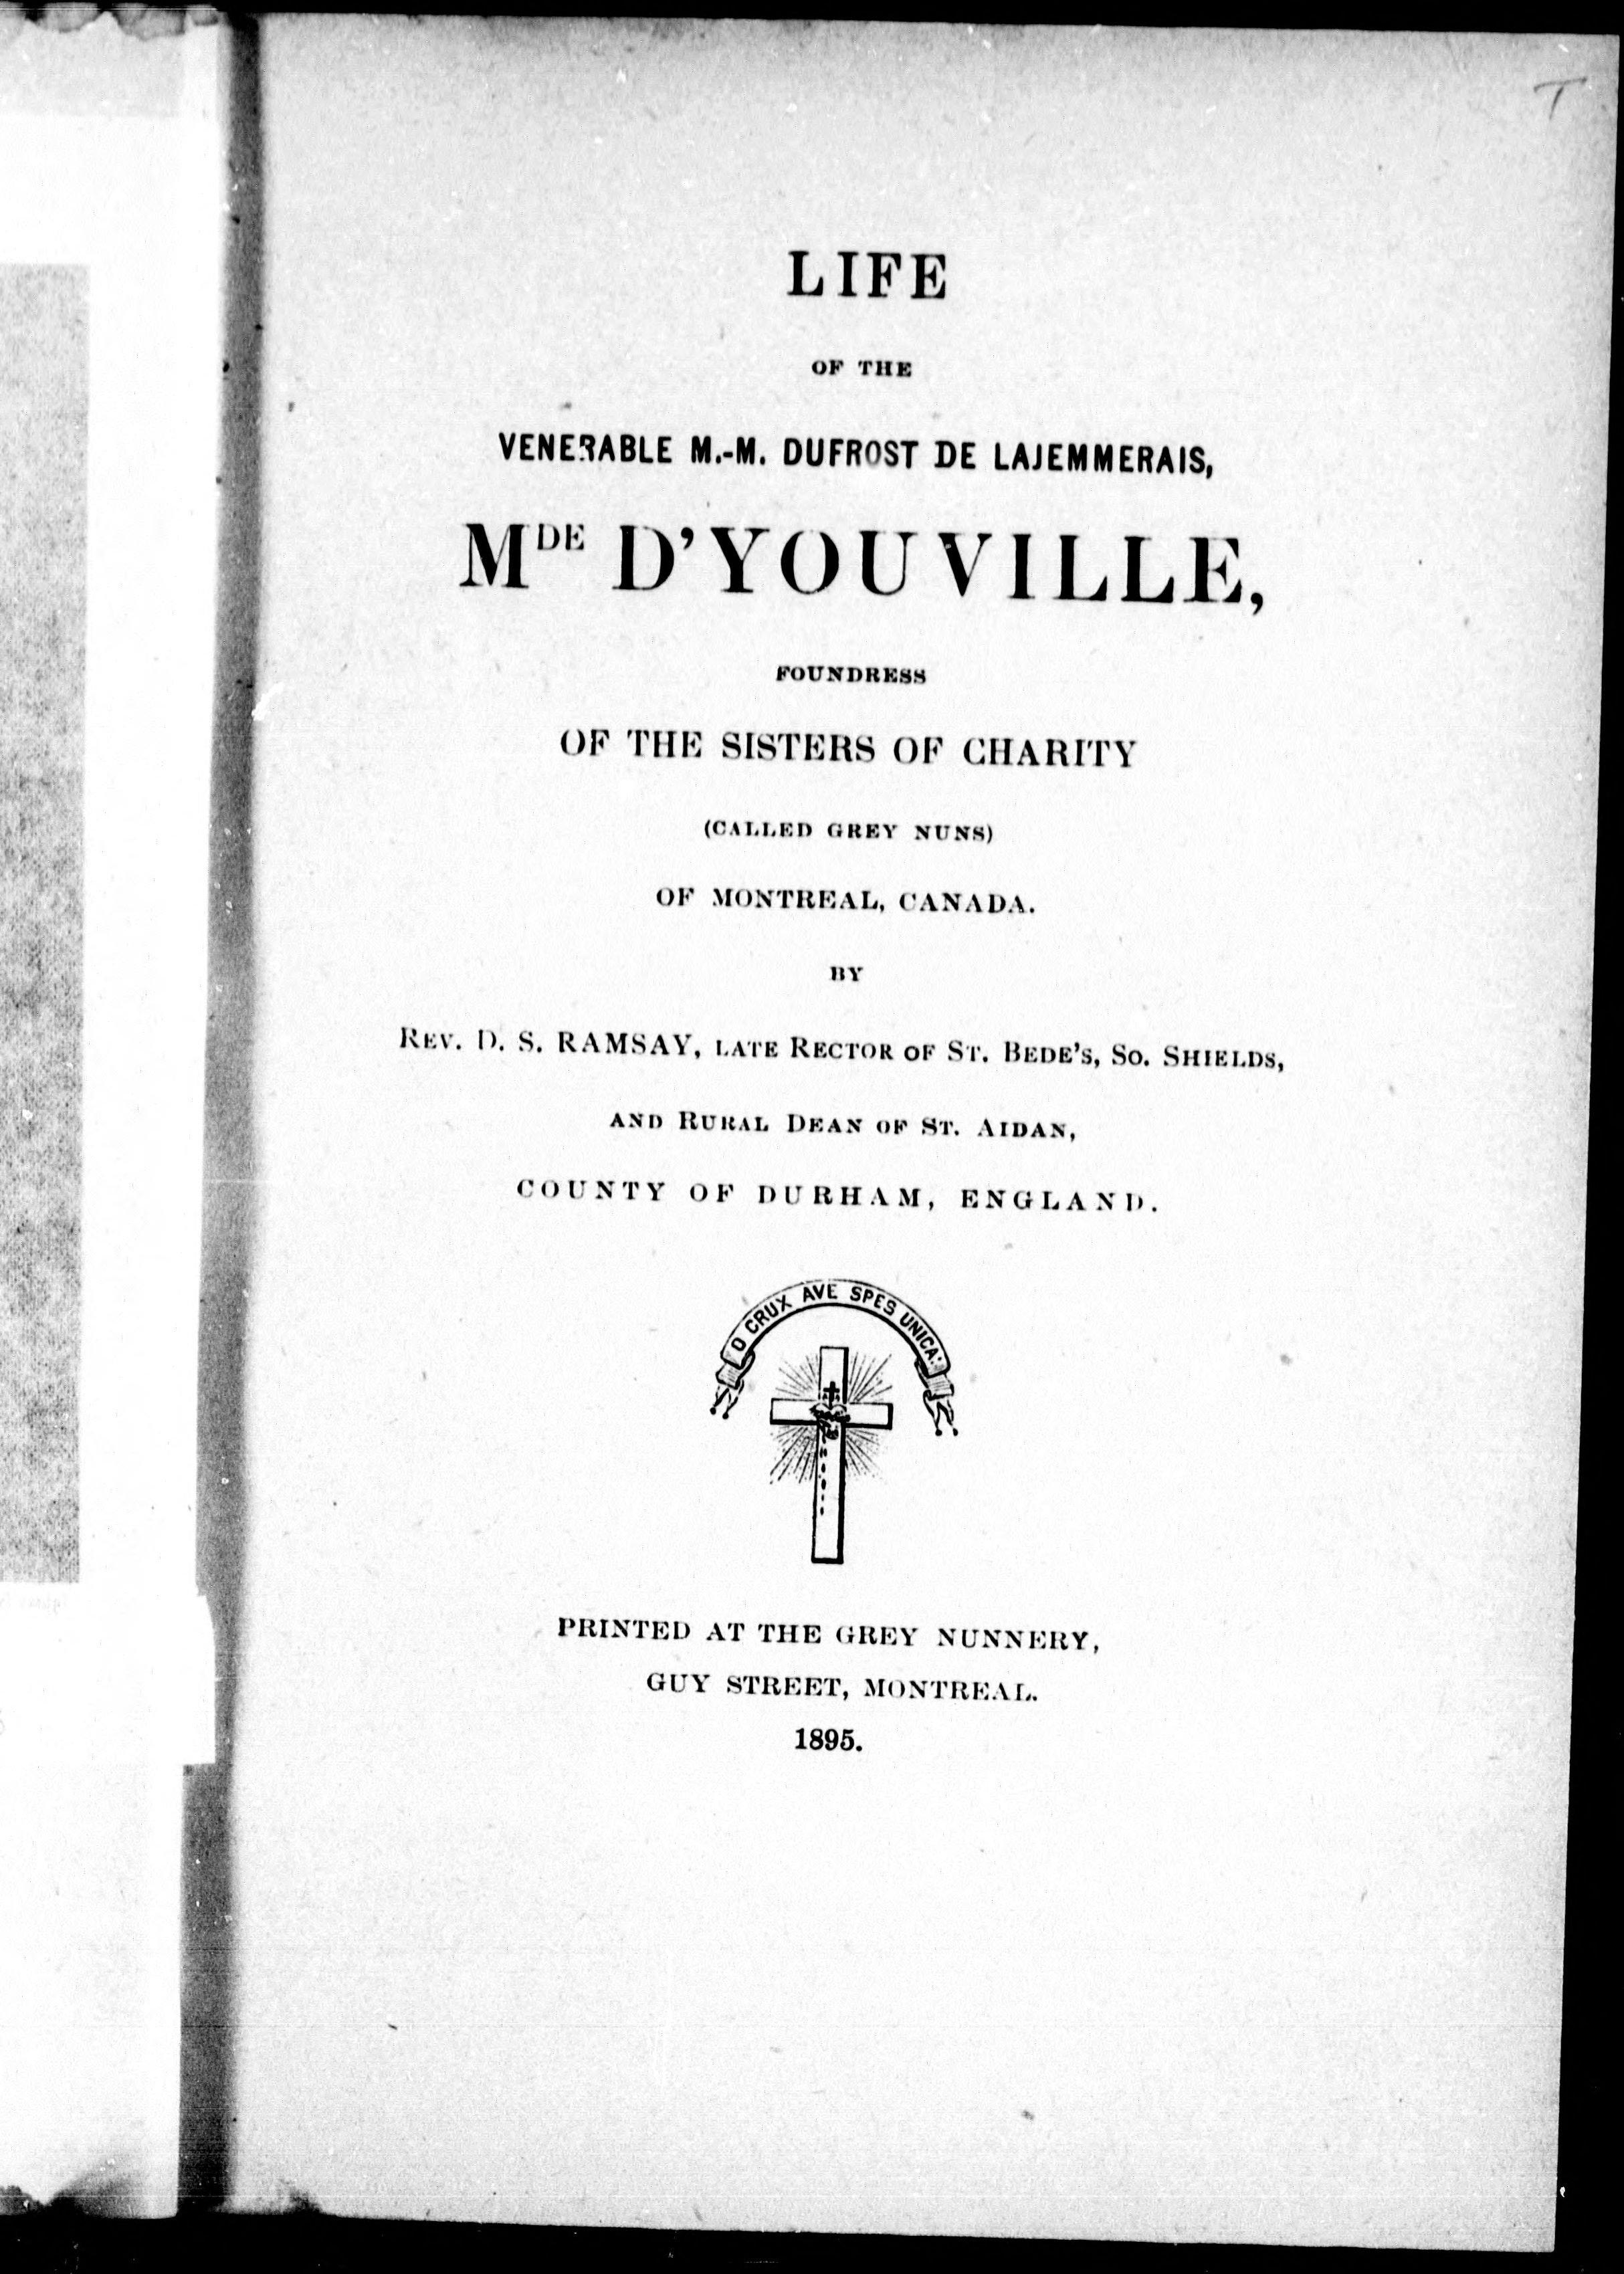 T
LIFE
OF THE
VENERABLE M.-M. DUFROST DE LAJEMMERAIS,
MDE D'YOUVILLE,
FOUNDRESS
OF THE SISTERS OF CHARITY
(CALLED GREY NUNS)
OF MONTREAL, CANADA.
BY
REV. D. S. RAMSAY, LATE RECTOR OF ST. BEDE'S, SO. SHIELDS,
AND RURAL DEAN OF ST. AIDAN,
COUNTY OF DURHAM, ENGLAND.
O CRUX AVE SPES UNICA:
PRINTED AT THE GREY NUNNERY,
GUY STREET, MONTREAL.
1895.